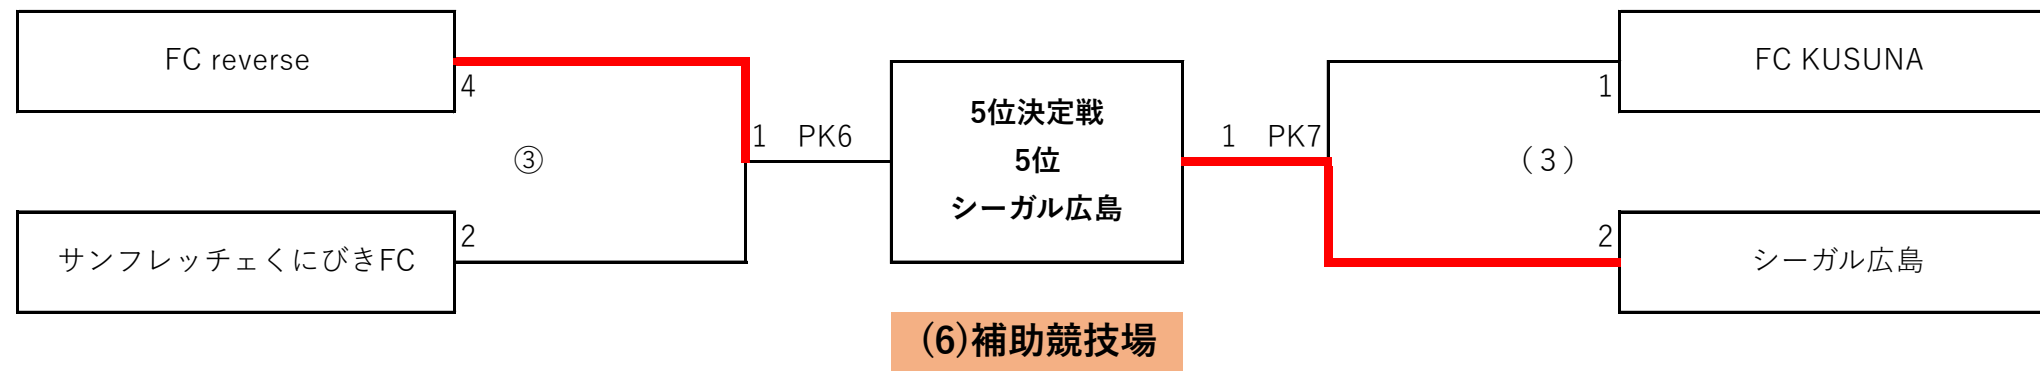 FC reverse
4
③
サンフレッチェくにびきFC
2
1 PK6
5位決定戦
5位
シーガル広島
1 PK7
FC KUSUNA
1
（3）
2
シーガル広島
(6)補助競技場